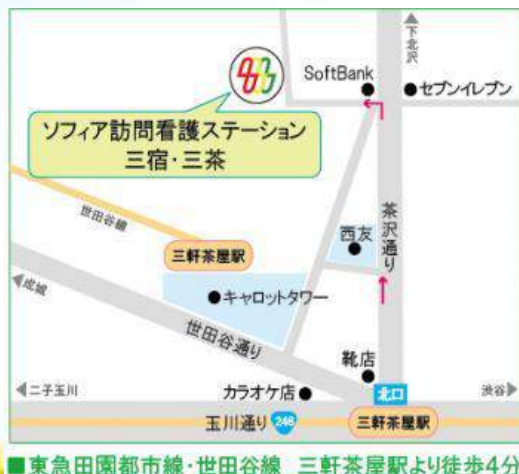 下北沢
SoftBank
セブンイレブン
ソフィア訪問看護ステーション
三宿・三茶
世田谷線
茶沢通り
西友
三軒茶屋駅
成城
キャロットタワー
世田谷通り
靴店
二子玉川
カラオケ店
北口
渋谷
玉川通り 246
三軒茶屋駅
■東急田園都市線・世田谷線 三軒茶屋駅より徒歩4分